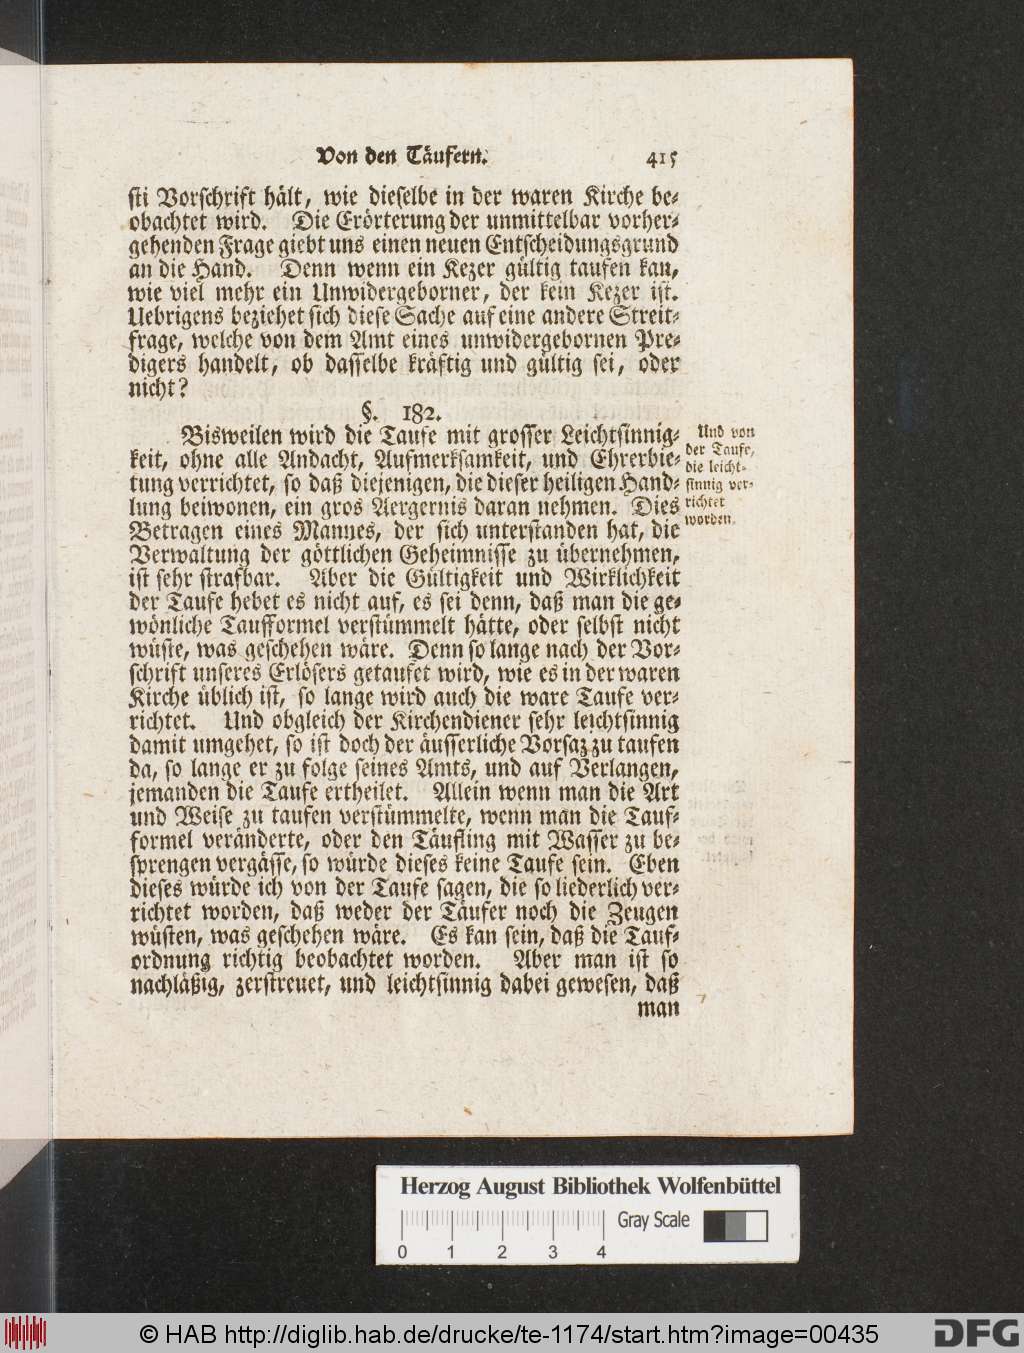 Von den Täufern. 415
sti Vorschrift hält, wie dieselbe in der waren Kirche be-
obachtet wird. Die Erörterung der unmittelbar vorher-
gehenden Frage giebt uns einen neuen Entscheidungsgrund
an die Hand. Denn wenn ein Kezer gültig taufen kan,
wie viel mehr ein Unwidergeborner, der kein Kezer ist.
Uebrigens beziehet sich diese Sache auf eine andere Streit-
frage, welche von dem Amt eines unwidergebornen Pre-
digers handelt, ob dasselbe kräftig und gültig sei, oder
nicht?
§. 182.
Bisweilen wird die Taufe mit grosser Leichtsinnig-
keit, ohne alle Andacht, Aufmerksamkeit, und Ehrerbie-
tung verrichtet, so daß diejenigen, die dieser heiligen Hand-
lung beiwonen, ein gros Aergernis daran nehmen. Dies
Betragen eines Mannes, der sich unterstanden hat, die
Verwaltung der göttlichen Geheimnisse zu übernehmen,
ist sehr strafbar. Aber die Gültigkeit und Wirklichkeit
der Taufe hebet es nicht auf, es sei denn, daß man die ge-
wönliche Taufformel verstümmelt hätte, oder selbst nicht
wüste, was geschehen wäre. Denn so lange nach der Vor-
schrift unseres Erlösers getaufet wird, wie es in der waren
Kirche üblich ist, so lange wird auch die ware Taufe ver-
richtet. Und obgleich der Kirchendiener sehr leichtsinnig
damit umgehet, so ist doch der äusserliche Vorsaz zu taufen
da, so lange er zu folge seines Amts, und auf Verlangen,
jemanden die Taufe ertheilet. Allein wenn man die Art
und Weise zu taufen verstümmelte, wenn man die Tauf-
formel veränderte, oder den Täufling mit Wasser zu be-
sprengen vergässe, so würde dieses keine Taufe sein. Eben
dieses würde ich von der Taufe sagen, die so liederlich ver-
richtet worden, daß weder der Täufer noch die Zeugen
wüsten, was geschehen wäre. Es kan sein, daß die Tauf-
ordnung richtig beobachtet worden. Aber man ist so
nachläßig, zerstreuet, und leichtsinnig dabei gewesen, daß
man
Und von
der Taufe,
die leicht-
sinnig ver-
richtet
worden.
Herzog August Bibliothek Wolfenbüttel
Gray Scale
0 1 2 3 4
© HAB http://diglib.hab.de/drucke/te-1174/start.htm?image=00435
DFG